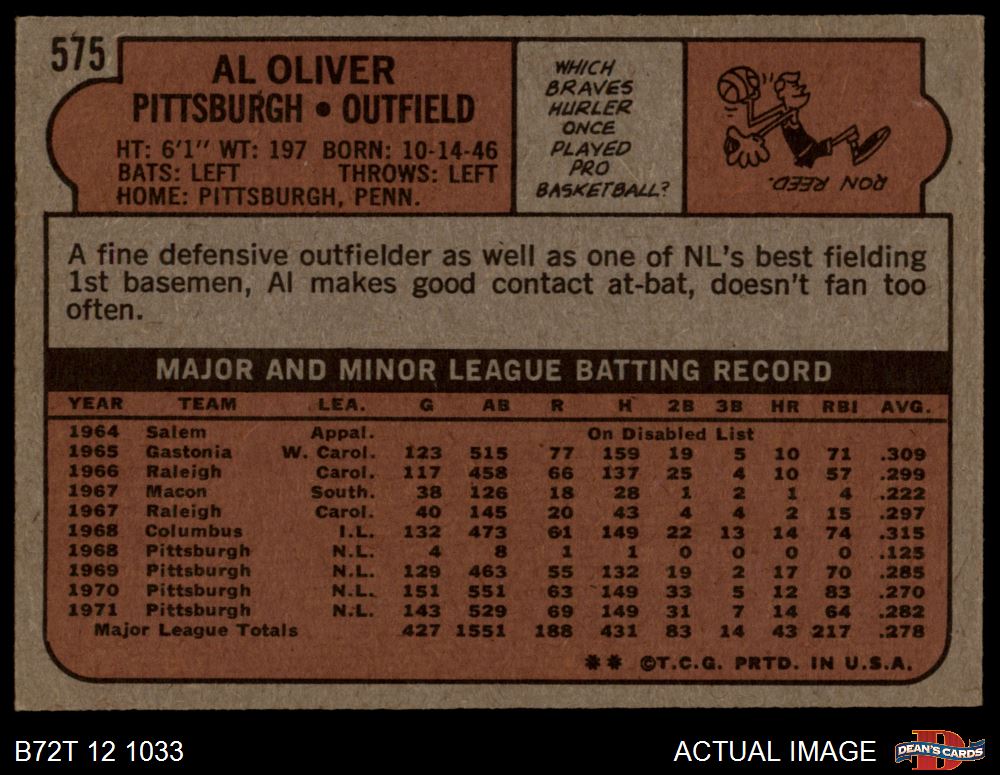 575
AL OLIVER
PITTSBURGH • OUTFIELD
HT: 6'1" WT: 197 BORN: 10-14-46
BATS: LEFT THROWS: LEFT
HOME: PITTSBURGH, PENN.
WHICH
BRAVES
HURLER
ONCE
PLAYED
PRO
BASKETBALL?
RON REED.
A fine defensive outfielder as well as one of NL's best fielding
1st basemen, Al makes good contact at-bat, doesn't fan too
often.
MAJOR AND MINOR LEAGUE BATTING RECORD
YEAR TEAM LEA. G AB R H 2B 3B HR RBI AVG.
1964 Salem Appal. On Disabled List
1965 Gastonia W. Carol. 123 515 77 159 19 5 10 71 .309
1966 Raleigh Carol. 117 458 66 137 25 4 10 57 .299
1967 Macon South. 38 126 18 28 1 2 1 4 .222
1967 Raleigh Carol. 40 145 20 43 4 4 2 15 .297
1968 Columbus I.L. 132 473 61 149 22 13 14 74 .315
1968 Pittsburgh N.L. 4 8 1 1 0 0 0 0 .125
1969 Pittsburgh N.L. 129 463 55 132 19 2 17 70 .285
1970 Pittsburgh N.L. 151 551 63 149 33 5 12 83 .270
1971 Pittsburgh N.L. 143 529 69 149 31 7 14 64 .282
Major League Totals 427 1551 188 431 83 14 43 217 .278
** ©T.C.G. PRTD. IN U.S.A.
B72T 12 1033
ACTUAL IMAGE
DEAN'S CARDS